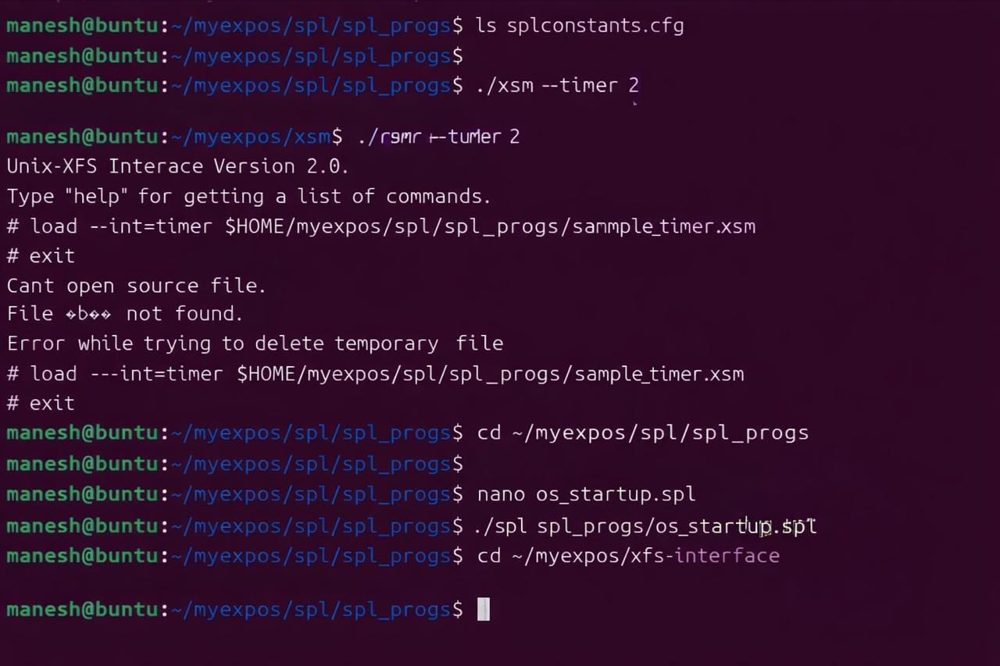 manesh@buntu:~/myexpos/spl/spl_progs$ ls splconstants.cfg
manesh@buntu:~/myexpos/spl/spl_progs$
manesh@buntu:~/myexpos/spl/spl_progs$ ./xsm --timer 2
manesh@buntu:~/myexpos/xsm$ 2
Unix-XFS Interace Version 2.0.
Type "help" for getting a list of commands.
# load --int=timer $HOME/myexpos/spl/spl_progs/sanmple_timer.xsm
# exit
Cant open source file.
File �b�� not found.
Error while trying to delete temporary file
# load ---int=timer $HOME/myexpos/spl/spl_progs/sample_timer.xsm
# exit
manesh@buntu:~/myexpos/spl/spl_progs$ cd ~/myexpos/spl/spl_progs
manesh@buntu:~/myexpos/spl/spl_progs$
manesh@buntu:~/myexpos/spl/spl_progs$ nano os_startup.spl
manesh@buntu:~/myexpos/spl/spl_progs$ ./spl
manesh@buntu:~/myexpos/spl/spl_progs$ cd ~/myexpos/xfs-interface
manesh@buntu:~/myexpos/spl/spl_progs$